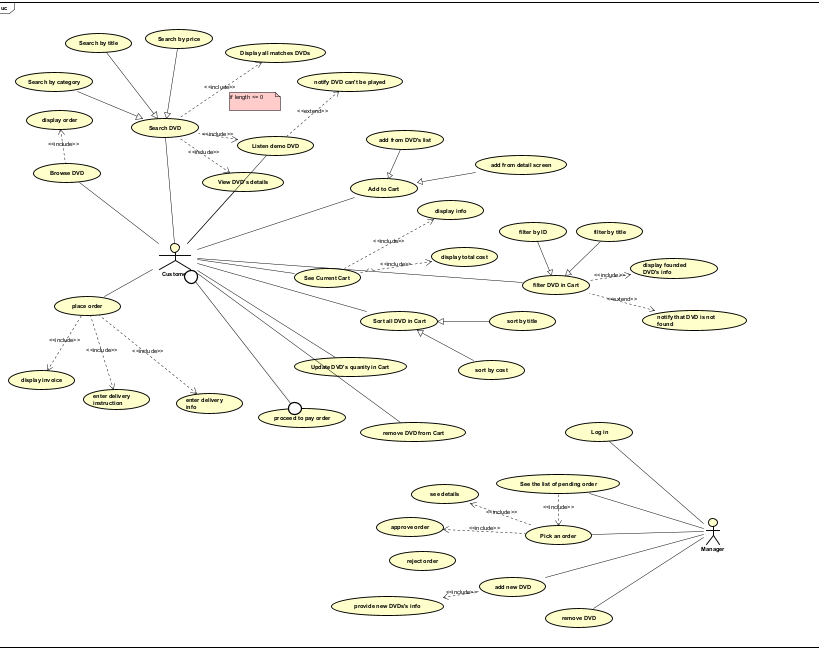 uc
Search by title
Search by price
Display all matches DVDs
<<include>>
Search by category
notify DVD can't be played
if length <= 0
<<extend>>
display order
Search DVD
<<include>>
Listen demo DVD
<<include>>
<<include>>
Browse DVD
View DVD's details
add from DVD's list
add from detail screen
Add to Cart
display info
filter by ID
filter by title
<<include>>
display total cost
<<include>>
See Current Cart
filter DVD in Cart
<<include>>
display founded
DVD's info
<<extend>>
notify that DVD is not
found
Custome
place order
Sort all DVD in Cart
sort by title
<<include>>
<<include>>
<<include>>
Update DVD's quanity in Cart
sort by cost
display invoice
enter delivery
instruction
enter delivery
info
proceed to pay order
remove DVD from Cart
Log in
See the list of pending order
see details
<<include>>
<<include>>
approve order
<<include>>
Pick an order
Manager
reject order
add new DVD
<<include>>
provide new DVDs's info
remove DVD